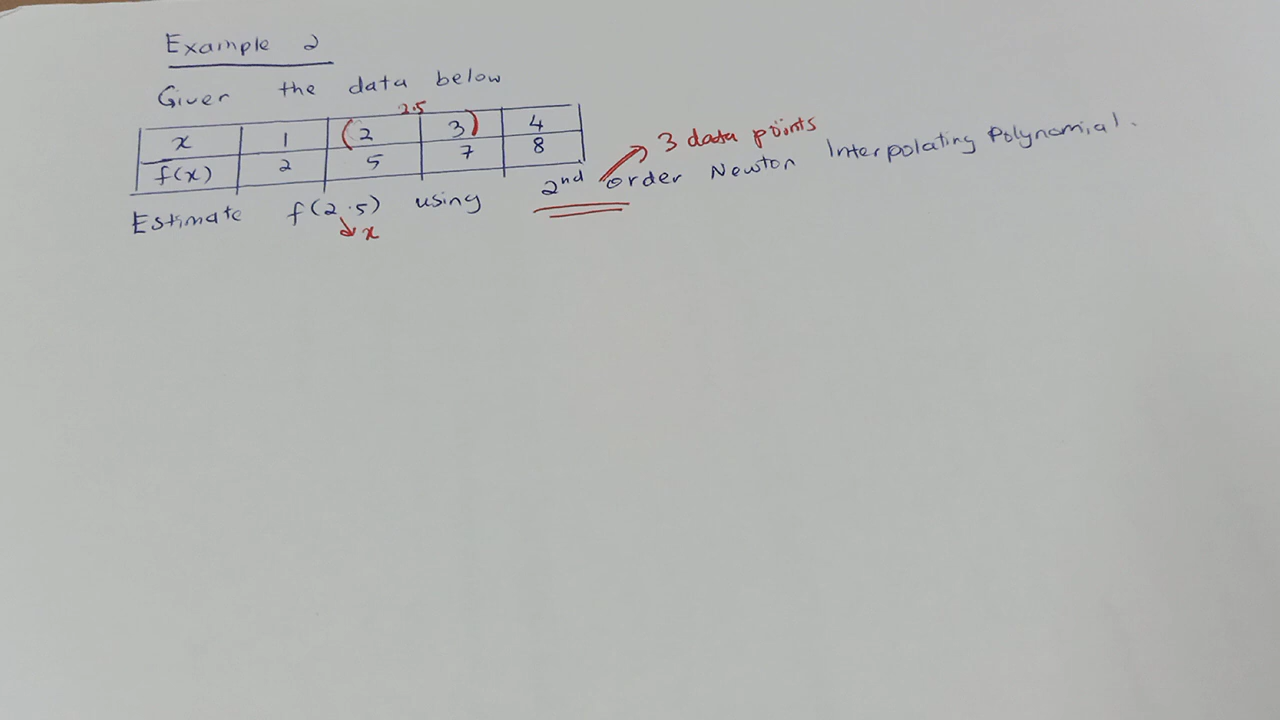 Example 2
Given the data below
2.5
x 1 (2 3) 4
f(x) 2 5 7 8
3 data points
Estimate f(2.5) using 2nd order Newton Interpolating Polynomial.
x